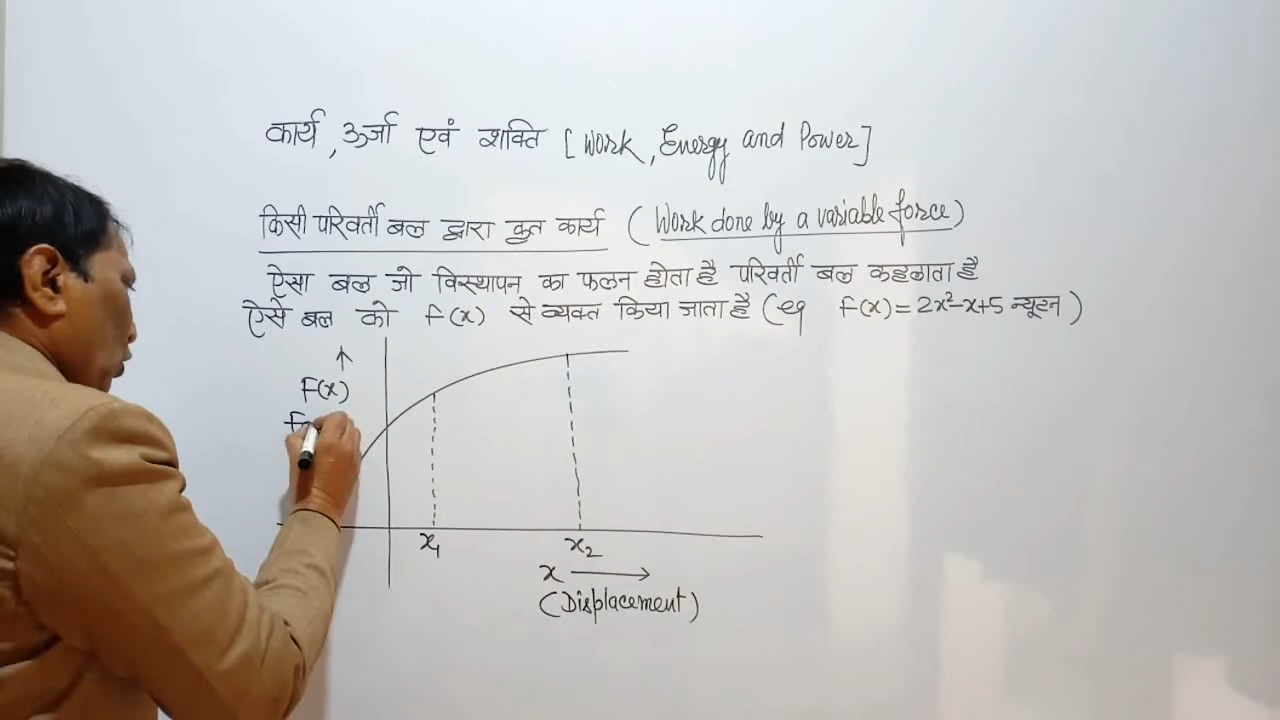 कार्य, ऊर्जा एवं शक्ति [Work, Energy and Power]
किसी परिवर्ती बल द्वारा कृत कार्य (Work done by a variable force)
ऐसा बल जो विस्थापन का फलन होता है परिवर्ती बल कहलाता है
ऐसे बल को F(x) से व्यक्त किया जाता है (eg F(x) = 2x²-x+5 न्यूटन)
F(x)
x₁ x₂
x
(Displacement)